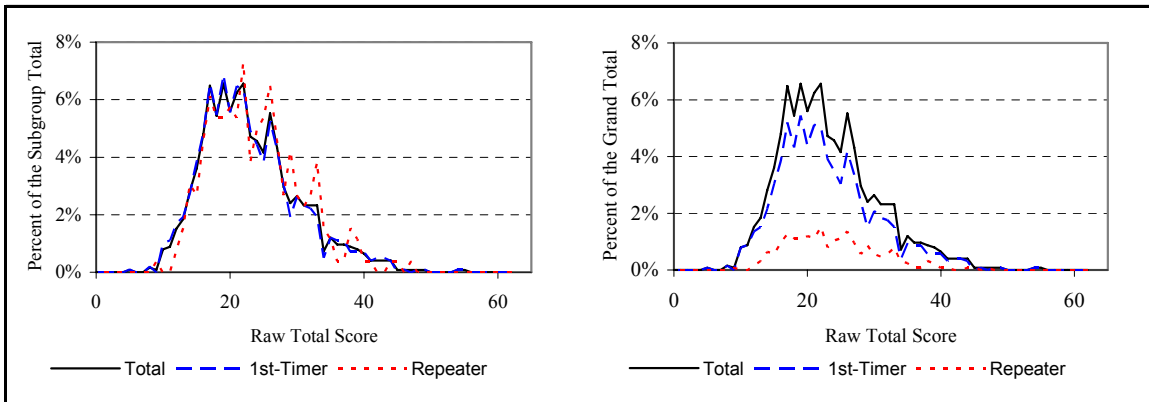 Percent of the Subgroup Total
8%
6%
4%
2%
0%
0
20
40
60
Raw Total Score
Total
1st-Timer
Repeater
Percent of the Grand Total
8%
6%
4%
2%
0%
0
20
40
60
Raw Total Score
Total
1st-Timer
Repeater